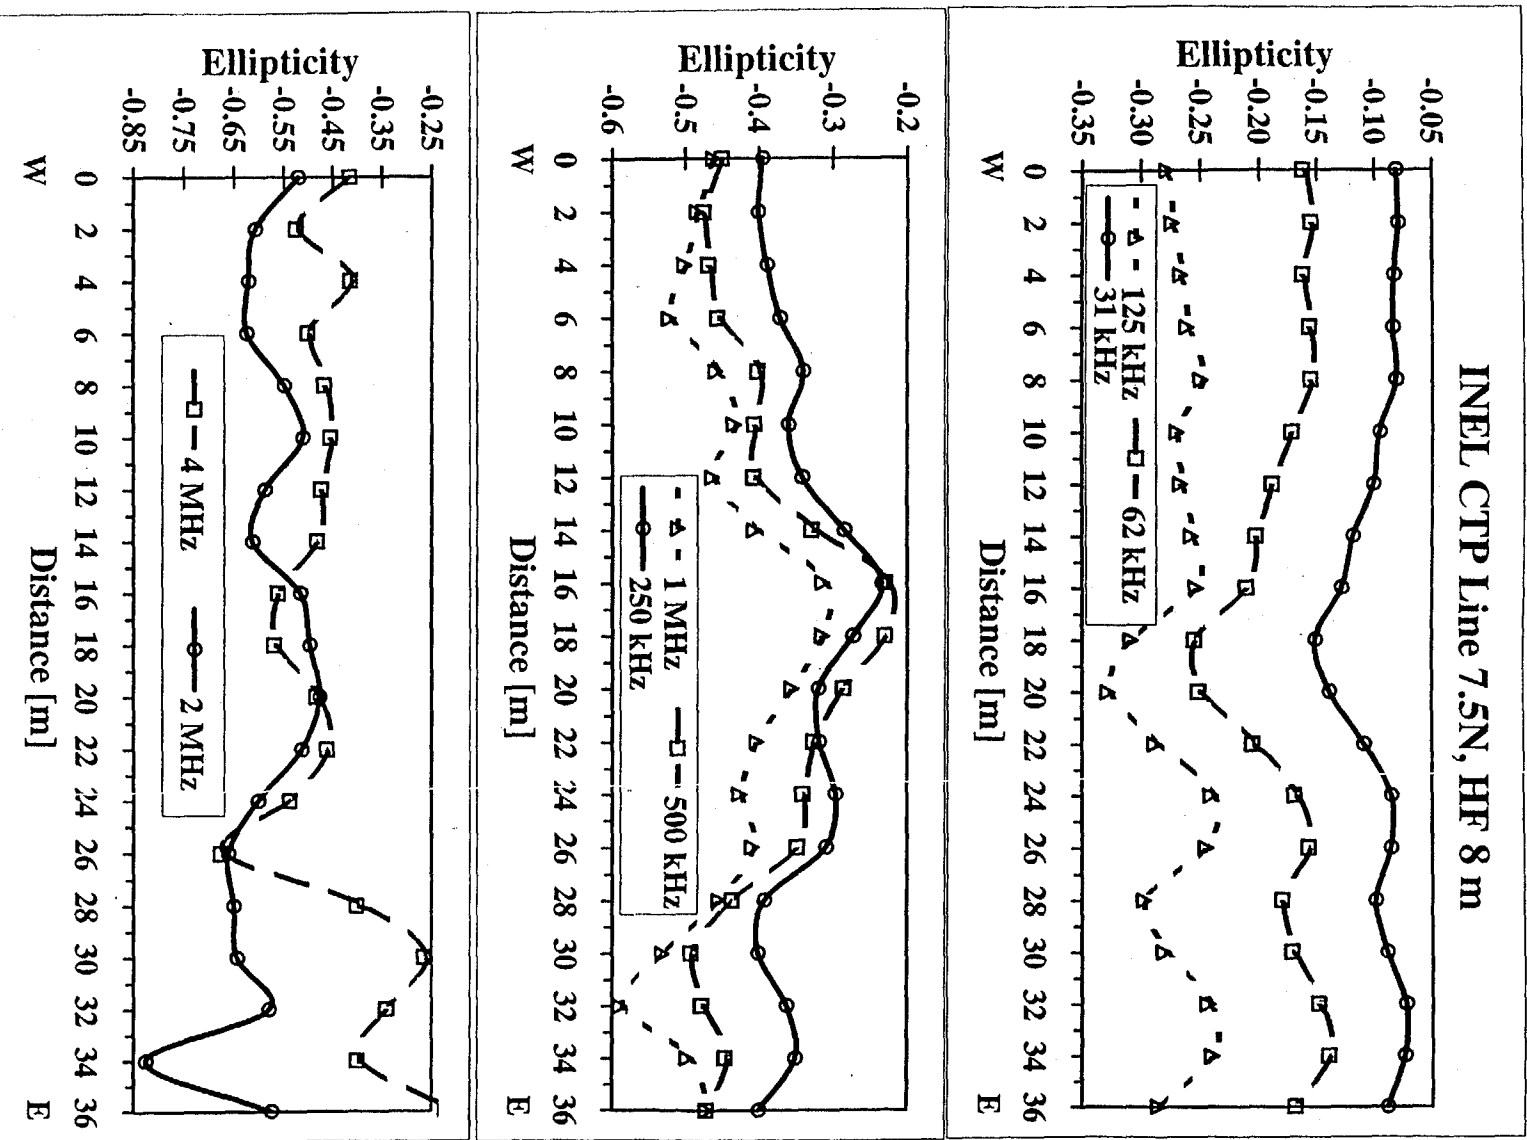 INEL CTP Line 7.5N, HF 8 m
Ellipticity
-0.05
-0.10
-0.15
-0.20
-0.25
-0.30
-0.35
125 kHz 62 kHz
31 kHz
0 2 4 6 8 10 12 14 16 18 20 22 24 26 28 30 32 34 36
W Distance [m] E
Ellipticity
-0.2
-0.3
-0.4
-0.5
-0.6
1 MHz 500 kHz
250 kHz
0 2 4 6 8 10 12 14 16 18 20 22 24 26 28 30 32 34 36
W Distance [m] E
Ellipticity
-0.25
-0.35
-0.45
-0.55
-0.65
-0.75
-0.85
4 MHz 2 MHz
0 2 4 6 8 10 12 14 16 18 20 22 24 26 28 30 32 34 36
W Distance [m] E